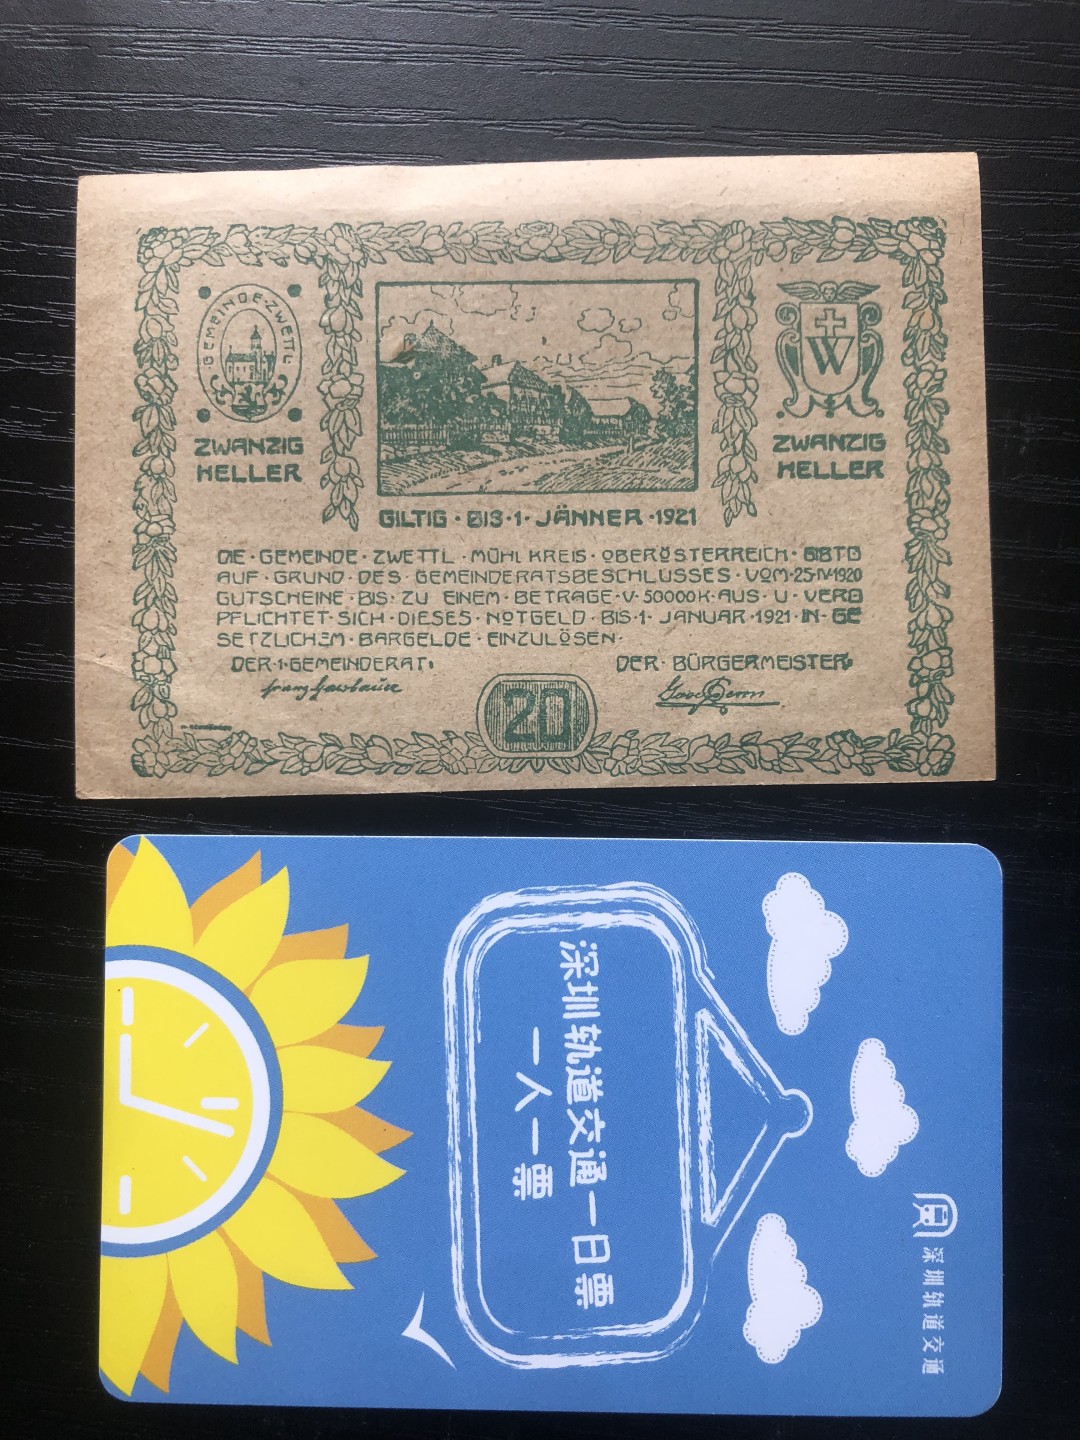 GEMEINDE ZWETTL
W
ZWANZIG
HELLER
ZWANZIG
HELLER
GILTIG · BIS · 1 · JÄNNER · 1921
DIE · GEMEINDE · ZWETTL · MÜHLKREIS · OBERÖSTERREICH · GIBT
AUF · GRUND · DES · GEMEINDERATSBESCHLUSSES · VOM · 25·IV·1920
GUTSCHEINE · BIS · ZU · EINEM · BETRAGE · V · 50000K · AUS · U · VER
PFLICHTET · SICH · DIESES · NOTGELD · BIS · 1 · JANUAR · 1921 · IN · GE
SETZLICHEM · BARGELDE · EINZULÖSEN ·
DER · 1 · GEMEINDERAT:
DER · BÜRGERMEISTER:
20
深圳轨道交通一日票
一人一票
深圳轨道交通